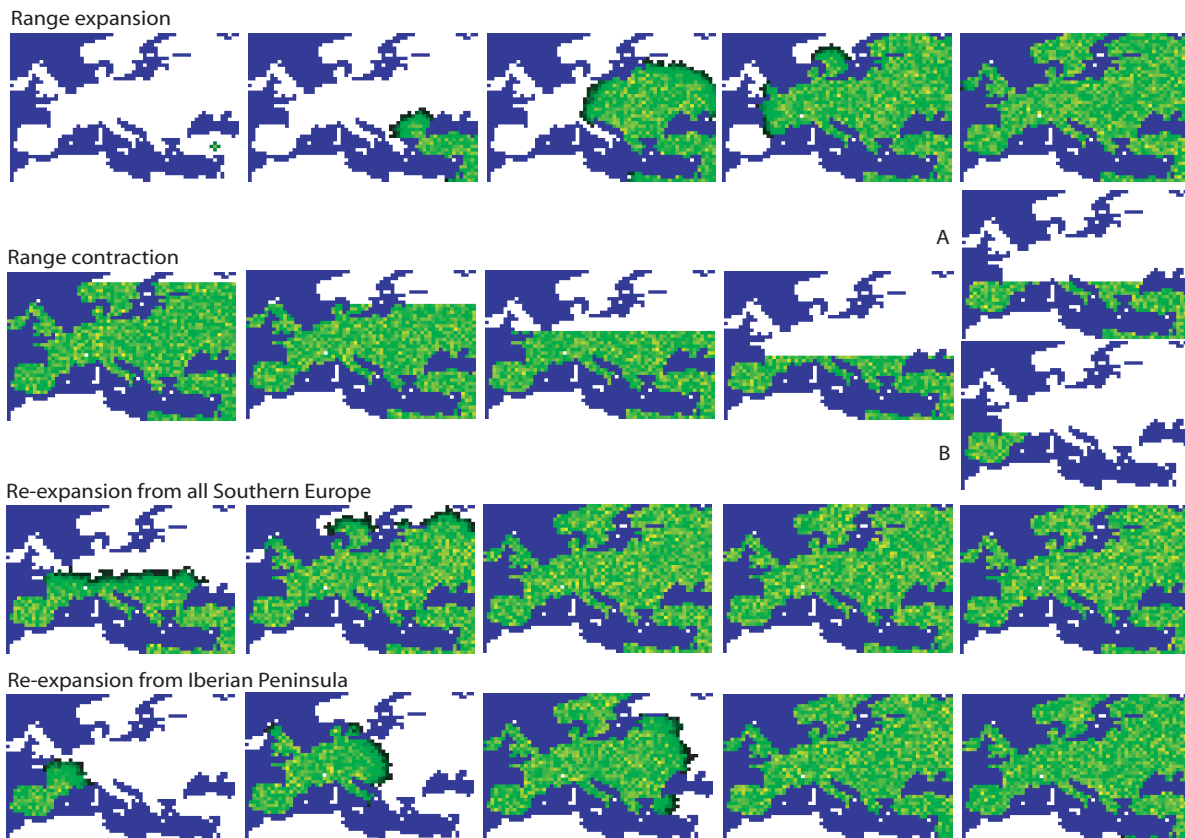 Range expansion
A
Range contraction
B
Re-expansion from all Southern Europe
Re-expansion from Iberian Peninsula